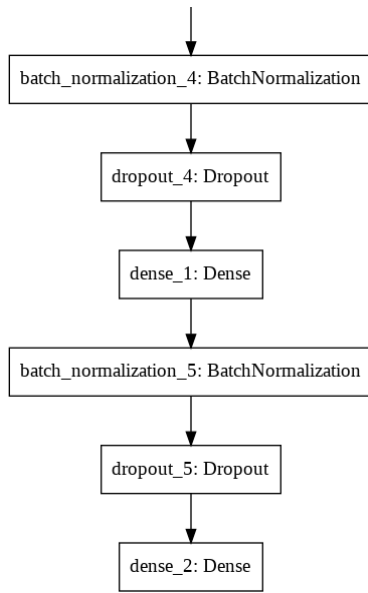 batch_normalization_4: BatchNormalization
dropout_4: Dropout
dense_1: Dense
batch_normalization_5: BatchNormalization
dropout_5: Dropout
dense_2: Dense